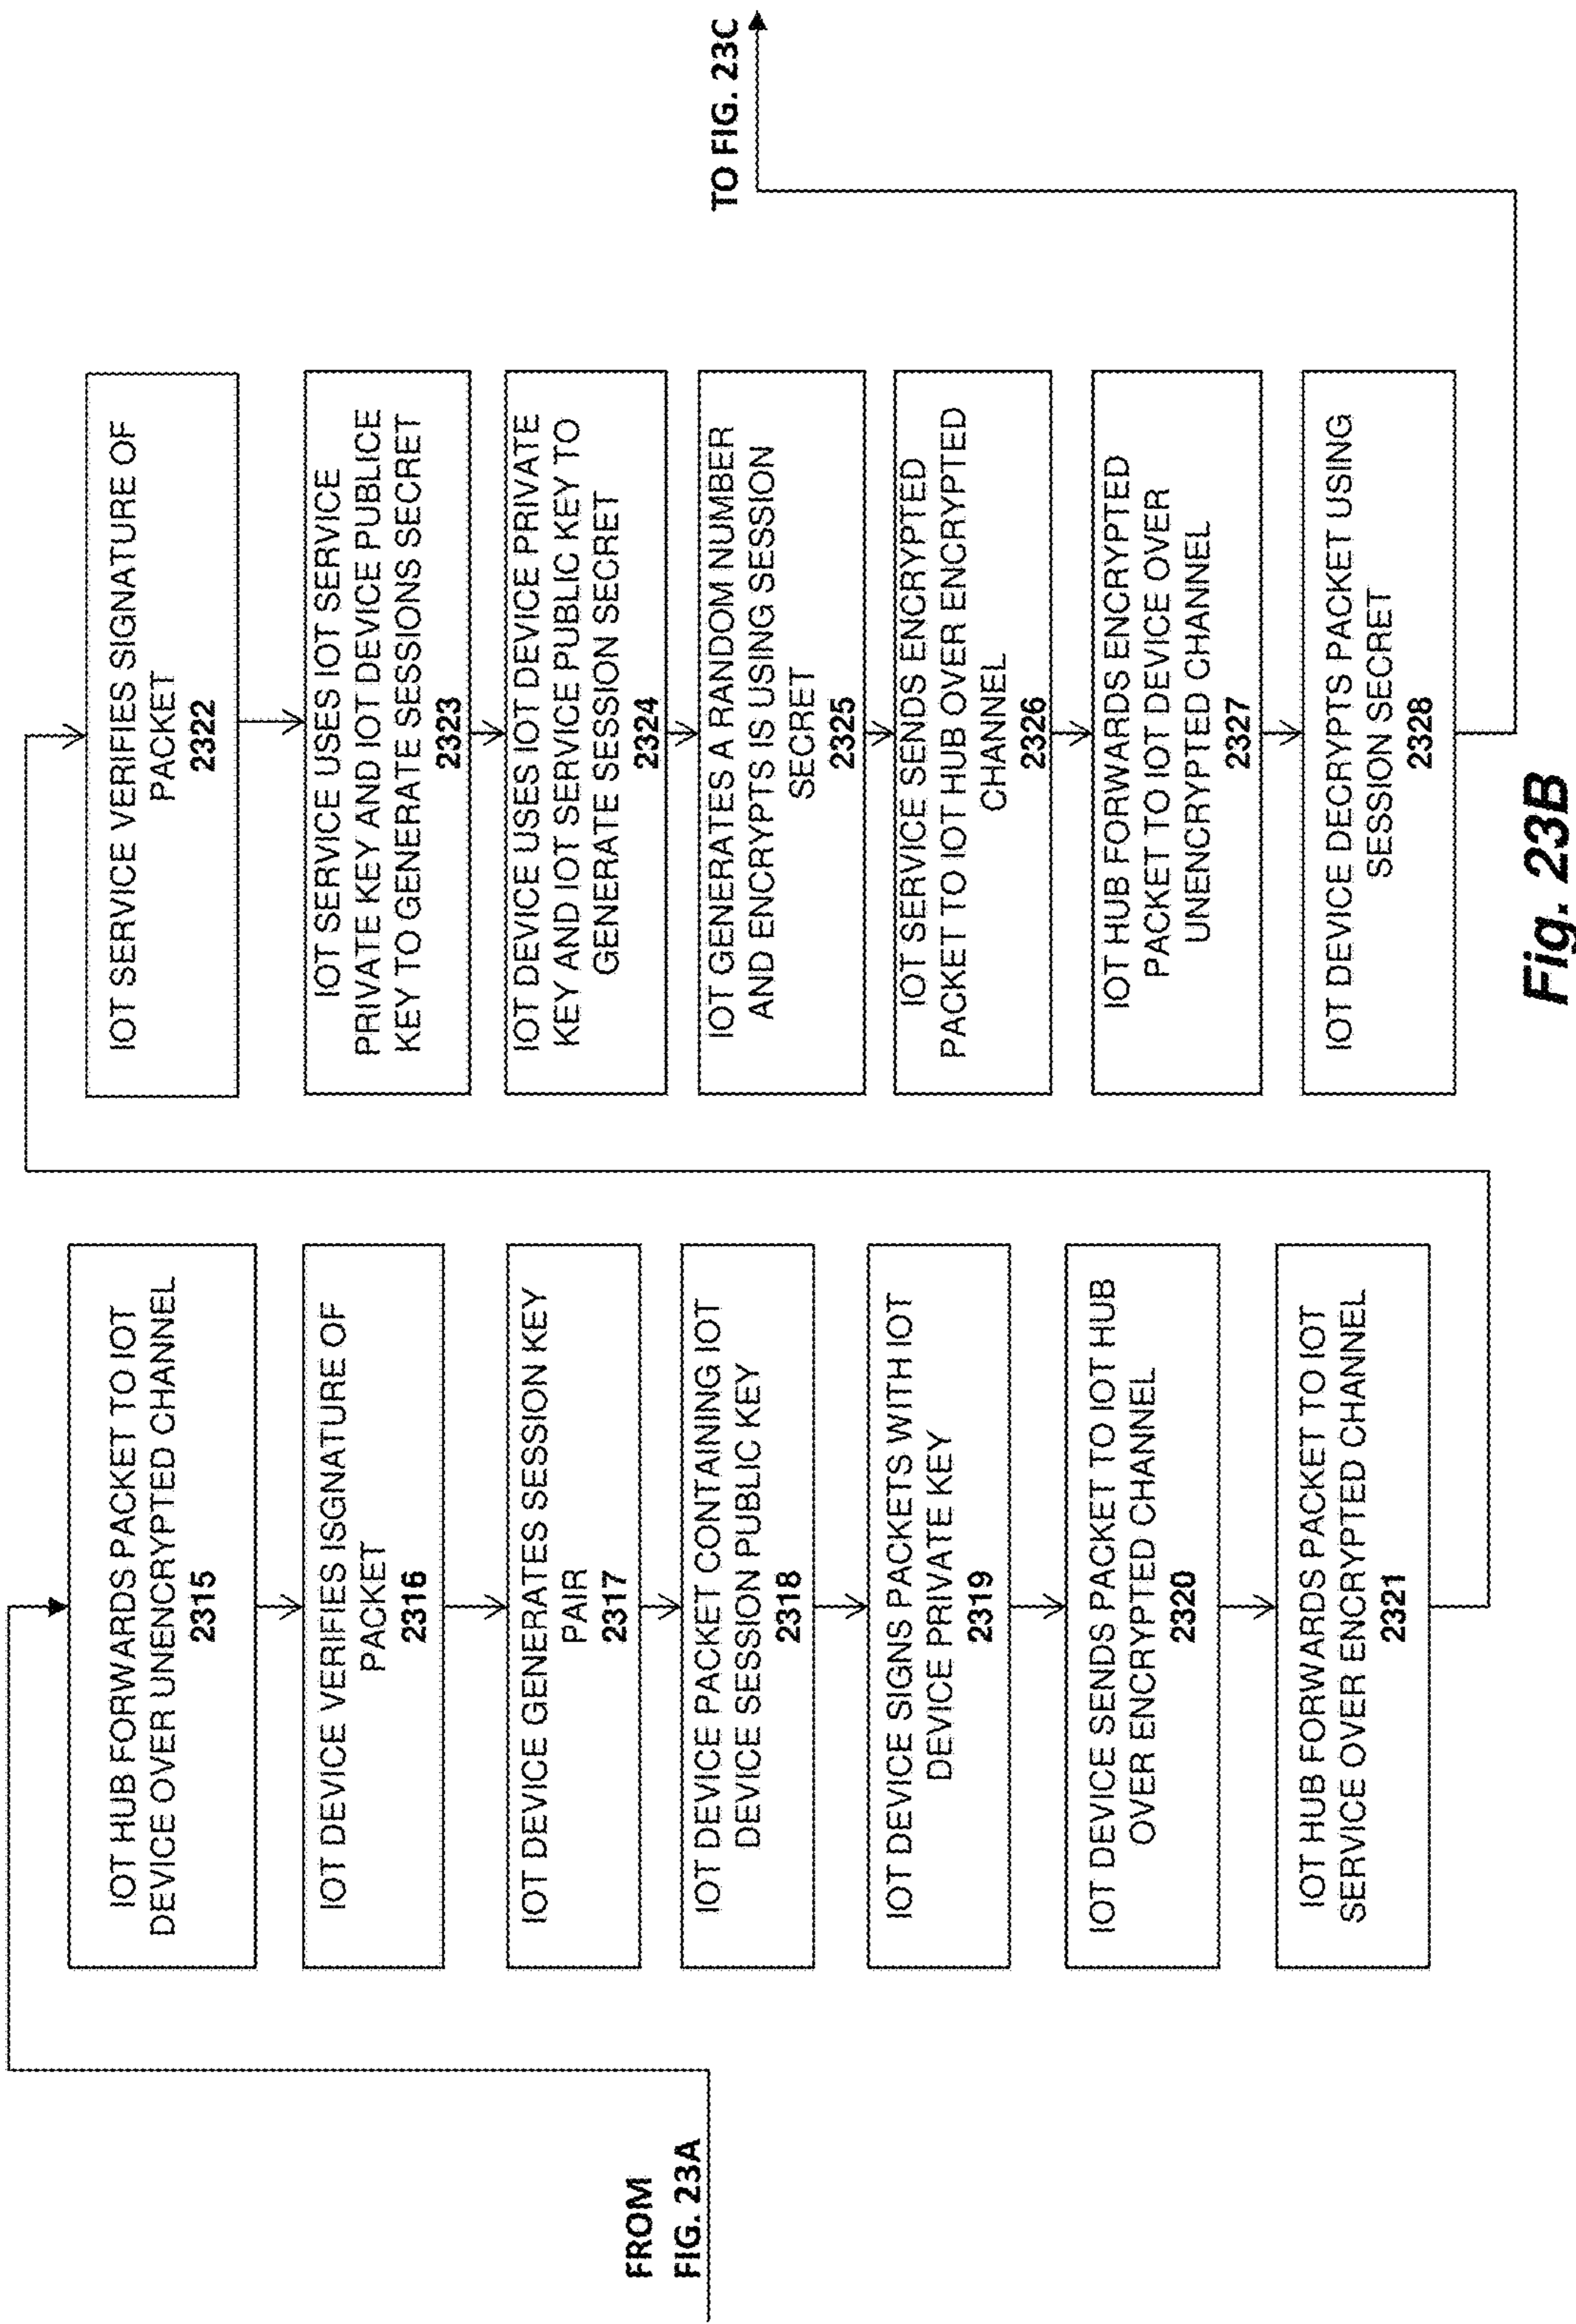 FROM
FIG. 23A
IOT HUB FORWARDS PACKET TO IOT
DEVICE OVER UNENCRYPTED CHANNEL
2315
IOT DEVICE VERIFIES ISGNATURE OF
PACKET
2316
IOT DEVICE GENERATES SESSION KEY
PAIR
2317
IOT DEVICE PACKET CONTAINING IOT
DEVICE SESSION PUBLIC KEY
2318
IOT DEVICE SIGNS PACKETS WITH IOT
DEVICE PRIVATE KEY
2319
IOT DEVICE SENDS PACKET TO IOT HUB
OVER ENCRYPTED CHANNEL
2320
IOT HUB FORWARDS PACKET TO IOT
SERVICE OVER ENCRYPTED CHANNEL
2321
IOT SERVICE VERIFIES SIGNATURE OF
PACKET
2322
IOT SERVICE USES IOT SERVICE
PRIVATE KEY AND IOT DEVICE PUBLICE
KEY TO GENERATE SESSIONS SECRET
2323
IOT DEVICE USES IOT DEVICE PRIVATE
KEY AND IOT SERVICE PUBLIC KEY TO
GENERATE SESSION SECRET
2324
IOT GENERATES A RANDOM NUMBER
AND ENCRYPTS IS USING SESSION
SECRET
2325
IOT SERVICE SENDS ENCRYPTED
PACKET TO IOT HUB OVER ENCRYPTED
CHANNEL
2326
IOT HUB FORWARDS ENCRYPTED
PACKET TO IOT DEVICE OVER
UNENCRYPTED CHANNEL
2327
IOT DEVICE DECRYPTS PACKET USING
SESSION SECRET
2328
TO FIG. 23C
Fig. 23B